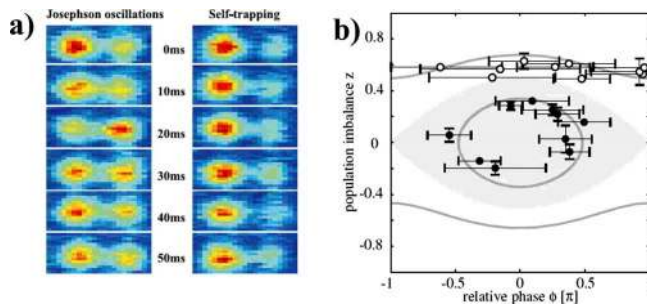 a)
Josephson oscillations
Self-trapping
0ms
10ms
20ms
30ms
40ms
50ms
b)
population imbalance z
0.8
0.4
0
-0.4
-0.8
-1
-0.5
0
0.5
1
relative phase ϕ [π]